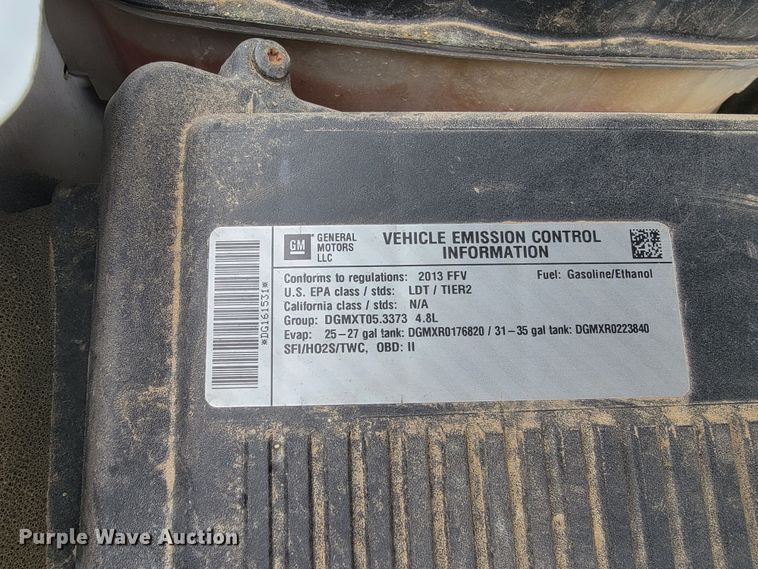 GM
GENERAL
MOTORS
LLC
VEHICLE EMISSION CONTROL
INFORMATION
Conforms to regulations: 2013 FFV Fuel: Gasoline/Ethanol
U.S. EPA class / stds: LDT / TIER2
California class / stds: N/A
Group: DGMXT05.3373 4.8L
Evap: 25-27 gal tank: DGMXR0176820 / 31-35 gal tank: DGMXR0223840
SFI/HO2S/TWC, OBD: II
*DG161531*
Purple Wave Auction